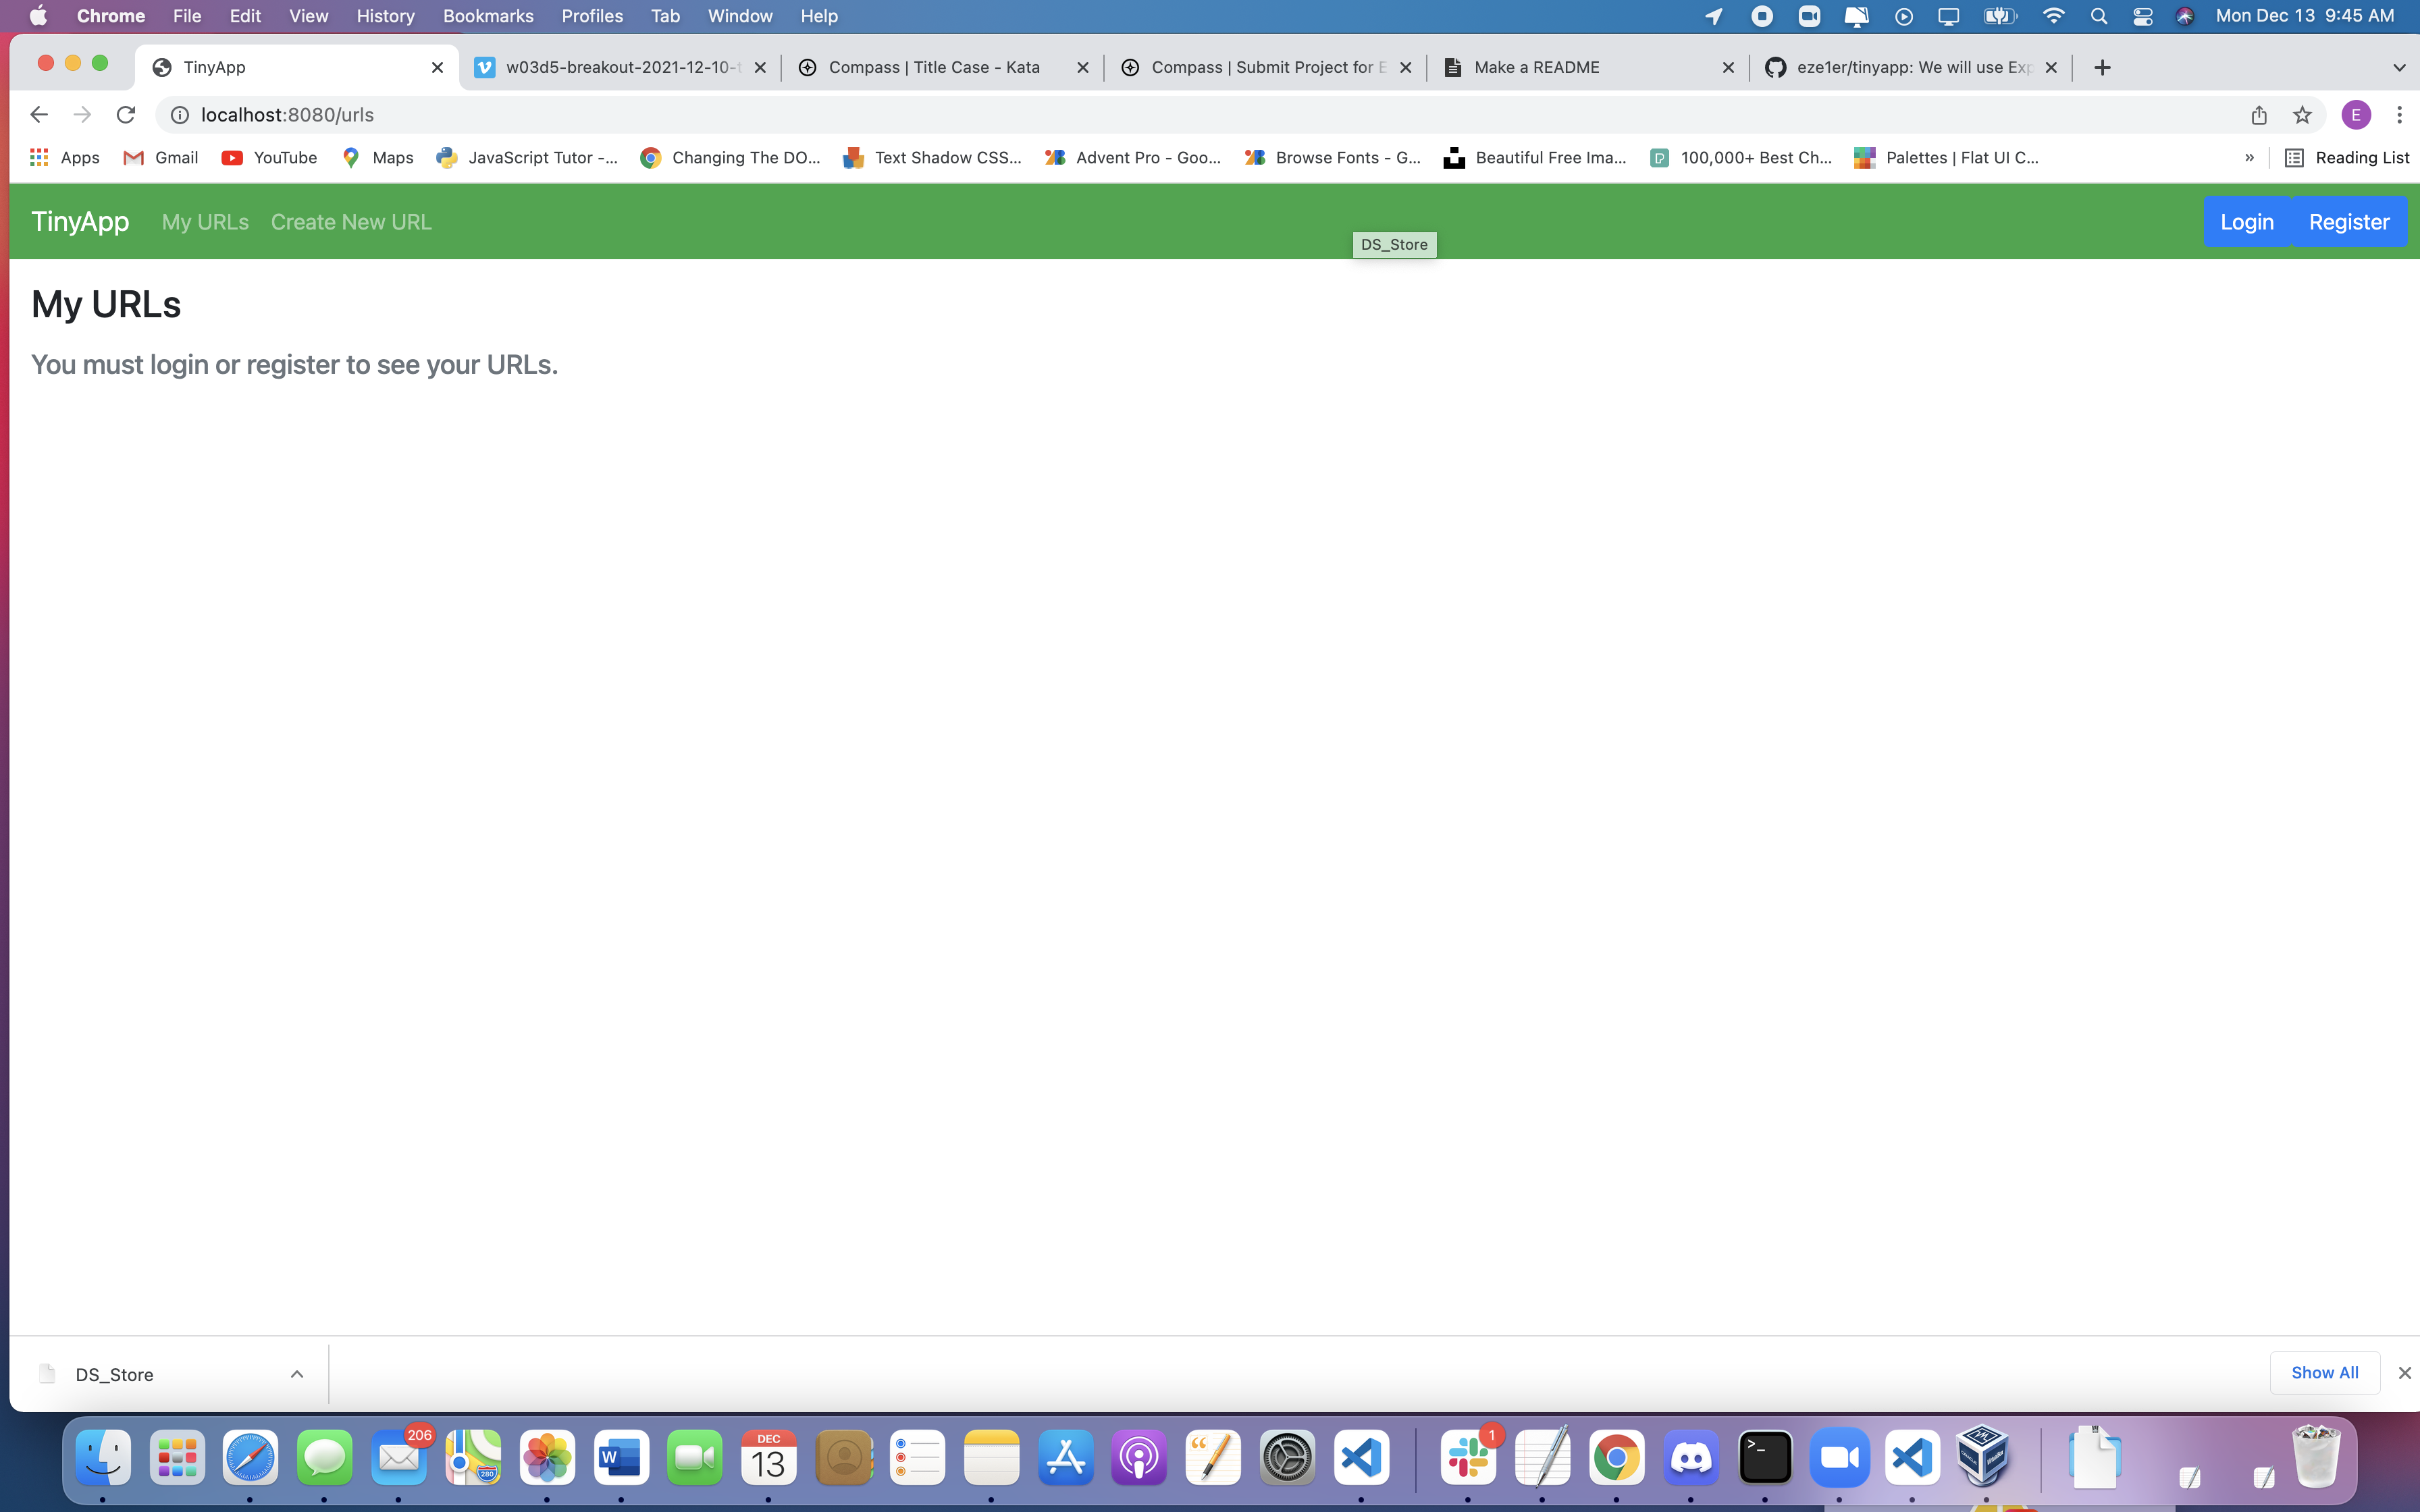 Chrome File Edit View History Bookmarks Profiles Tab Window Help Mon Dec 13 9:45 AM
TinyApp w03d5-breakout-2021-12-10- Compass | Title Case - Kata Compass | Submit Project for E Make a README eze1er/tinyapp: We will use Exp
localhost:8080/urls E
Apps Gmail YouTube Maps JavaScript Tutor -... Changing The DO... Text Shadow CSS... Advent Pro - Goo... Browse Fonts - G... Beautiful Free Ima... 100,000+ Best Ch... Palettes | Flat UI C... » Reading List
TinyApp My URLs Create New URL Login Register
DS_Store
My URLs
You must login or register to see your URLs.
DS_Store Show All
206 280 W DEC 13 1 >_